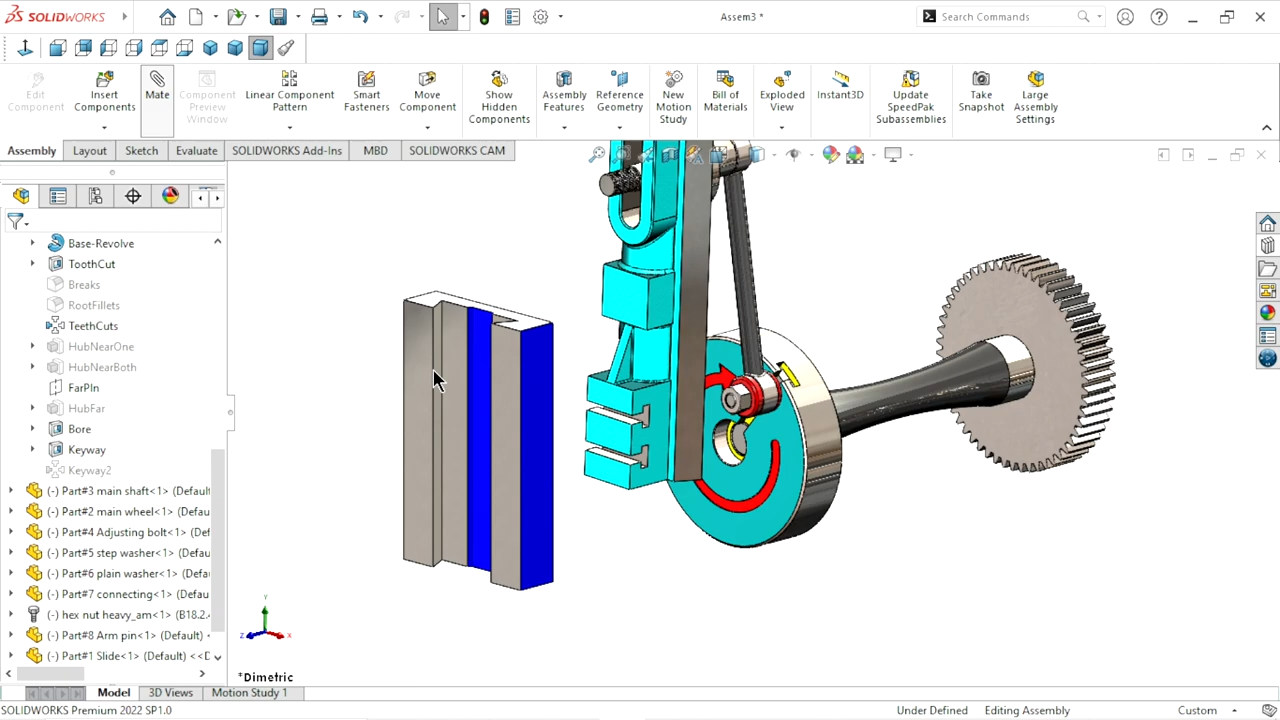 SOLIDWORKS
Assem3 *
Search Commands
Edit Component
Insert Components
Mate
Component Preview Window
Linear Component Pattern
Smart Fasteners
Move Component
Show Hidden Components
Assembly Features
Reference Geometry
New Motion Study
Bill of Materials
Exploded View
Instant3D
Update SpeedPak Subassemblies
Take Snapshot
Large Assembly Settings
Assembly
Layout
Sketch
Evaluate
SOLIDWORKS Add-Ins
MBD
SOLIDWORKS CAM
Base-Revolve
ToothCut
Breaks
RootFillets
TeethCuts
HubNearOne
HubNearBoth
FarPln
HubFar
Bore
Keyway
Keyway2
(-) Part#3 main shaft<1> (Default)
(-) Part#2 main wheel<1> (Defau
(-) Part#4 Adjusting bolt<1> (De
(-) Part#5 step washer<1> (Defa
(-) Part#6 plain washer<1> (Defa
(-) Part#7 connecting<1> (Defau
(-) hex nut heavy_am<1> (B18.2.
(-) Part#8 Arm pin<1> (Default) <
(-) Part#1 Slide<1> (Default) <<D
Y
Z
X
*Dimetric
Model
3D Views
Motion Study 1
SOLIDWORKS Premium 2022 SP1.0
Under Defined
Editing Assembly
Custom